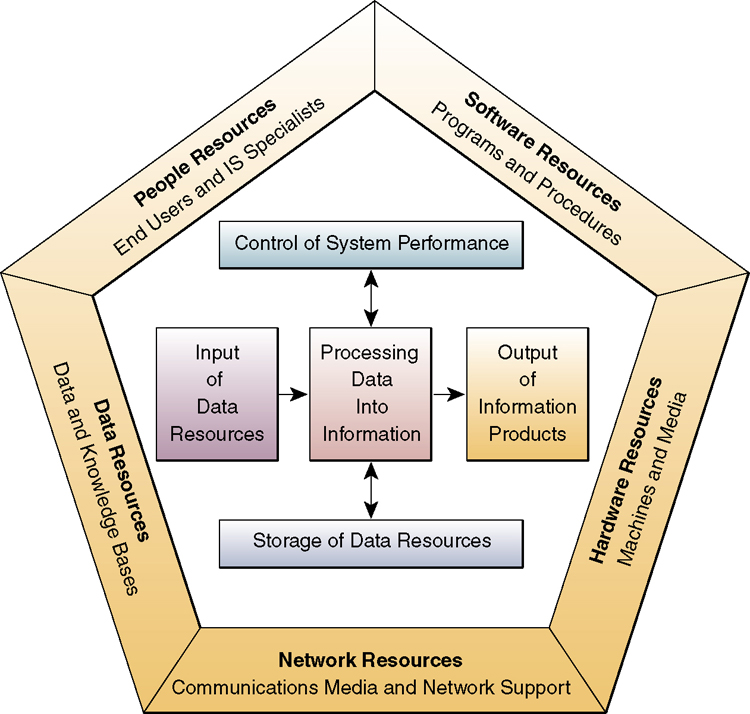 People Resources
End Users and IS Specialists
Software Resources
Programs and Procedures
Control of System Performance
Input
of
Data
Resources
Processing
Data
Into
Information
Output
of
Information
Products
Storage of Data Resources
Data Resources
Data and Knowledge Bases
Hardware Resources
Machines and Media
Network Resources
Communications Media and Network Support